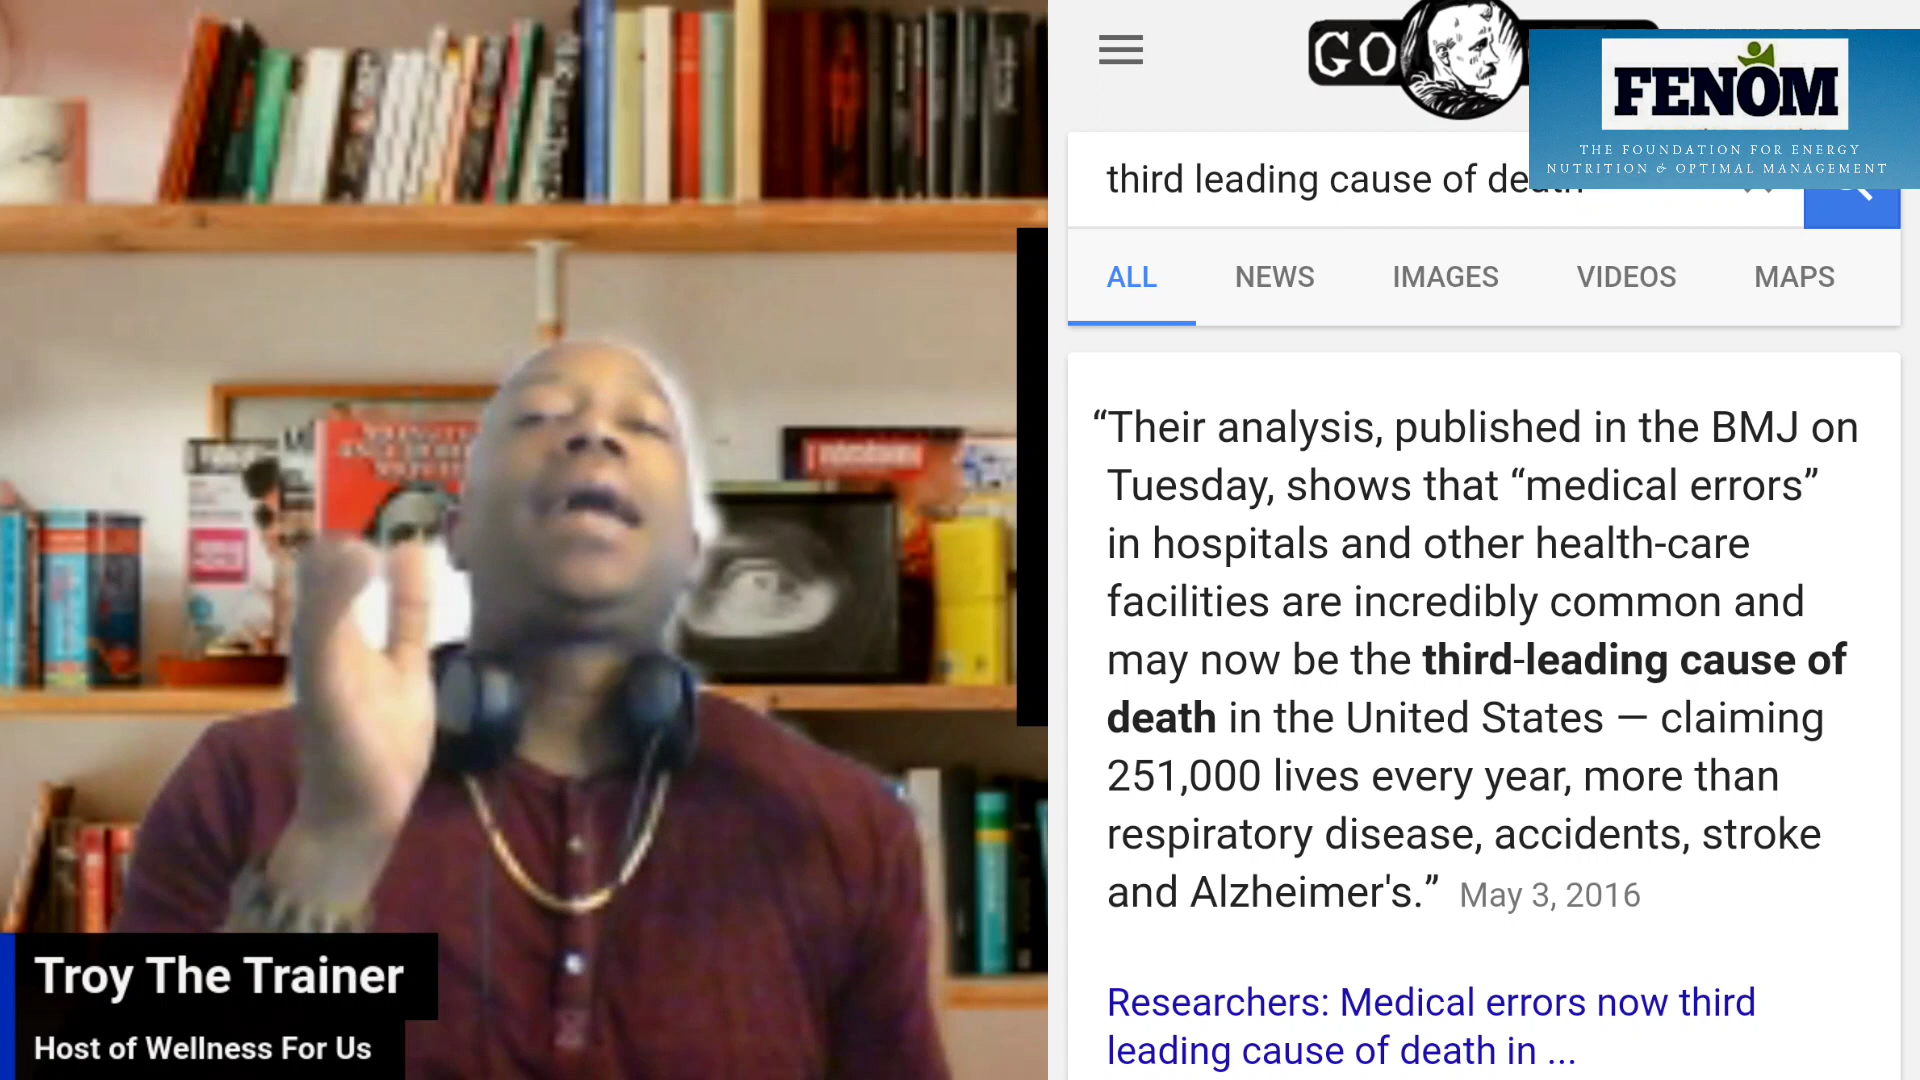 Troy The Trainer
Host of Wellness For Us
GO
FENOM
THE FOUNDATION FOR ENERGY
NUTRITION & OPTIMAL MANAGEMENT
third leading cause of death
ALL NEWS IMAGES VIDEOS MAPS
“Their analysis, published in the BMJ on
Tuesday, shows that “medical errors”
in hospitals and other health-care
facilities are incredibly common and
may now be the third-leading cause of
death in the United States — claiming
251,000 lives every year, more than
respiratory disease, accidents, stroke
and Alzheimer's.” May 3, 2016
Researchers: Medical errors now third
leading cause of death in ...